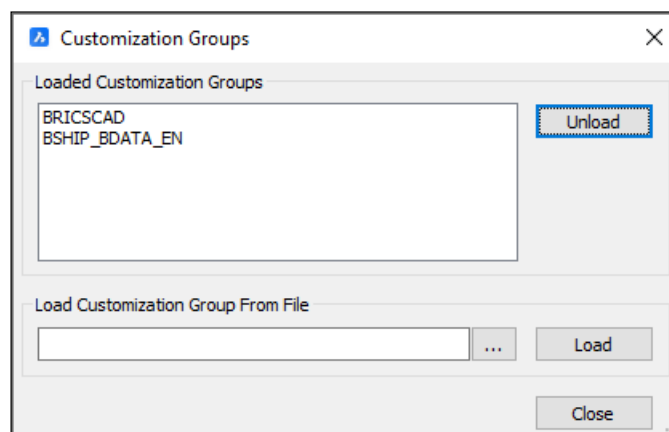 Customization Groups
Loaded Customization Groups
BRICSCAD
BSHIP_BDATA_EN
Unload
Load Customization Group From File
...
Load
Close